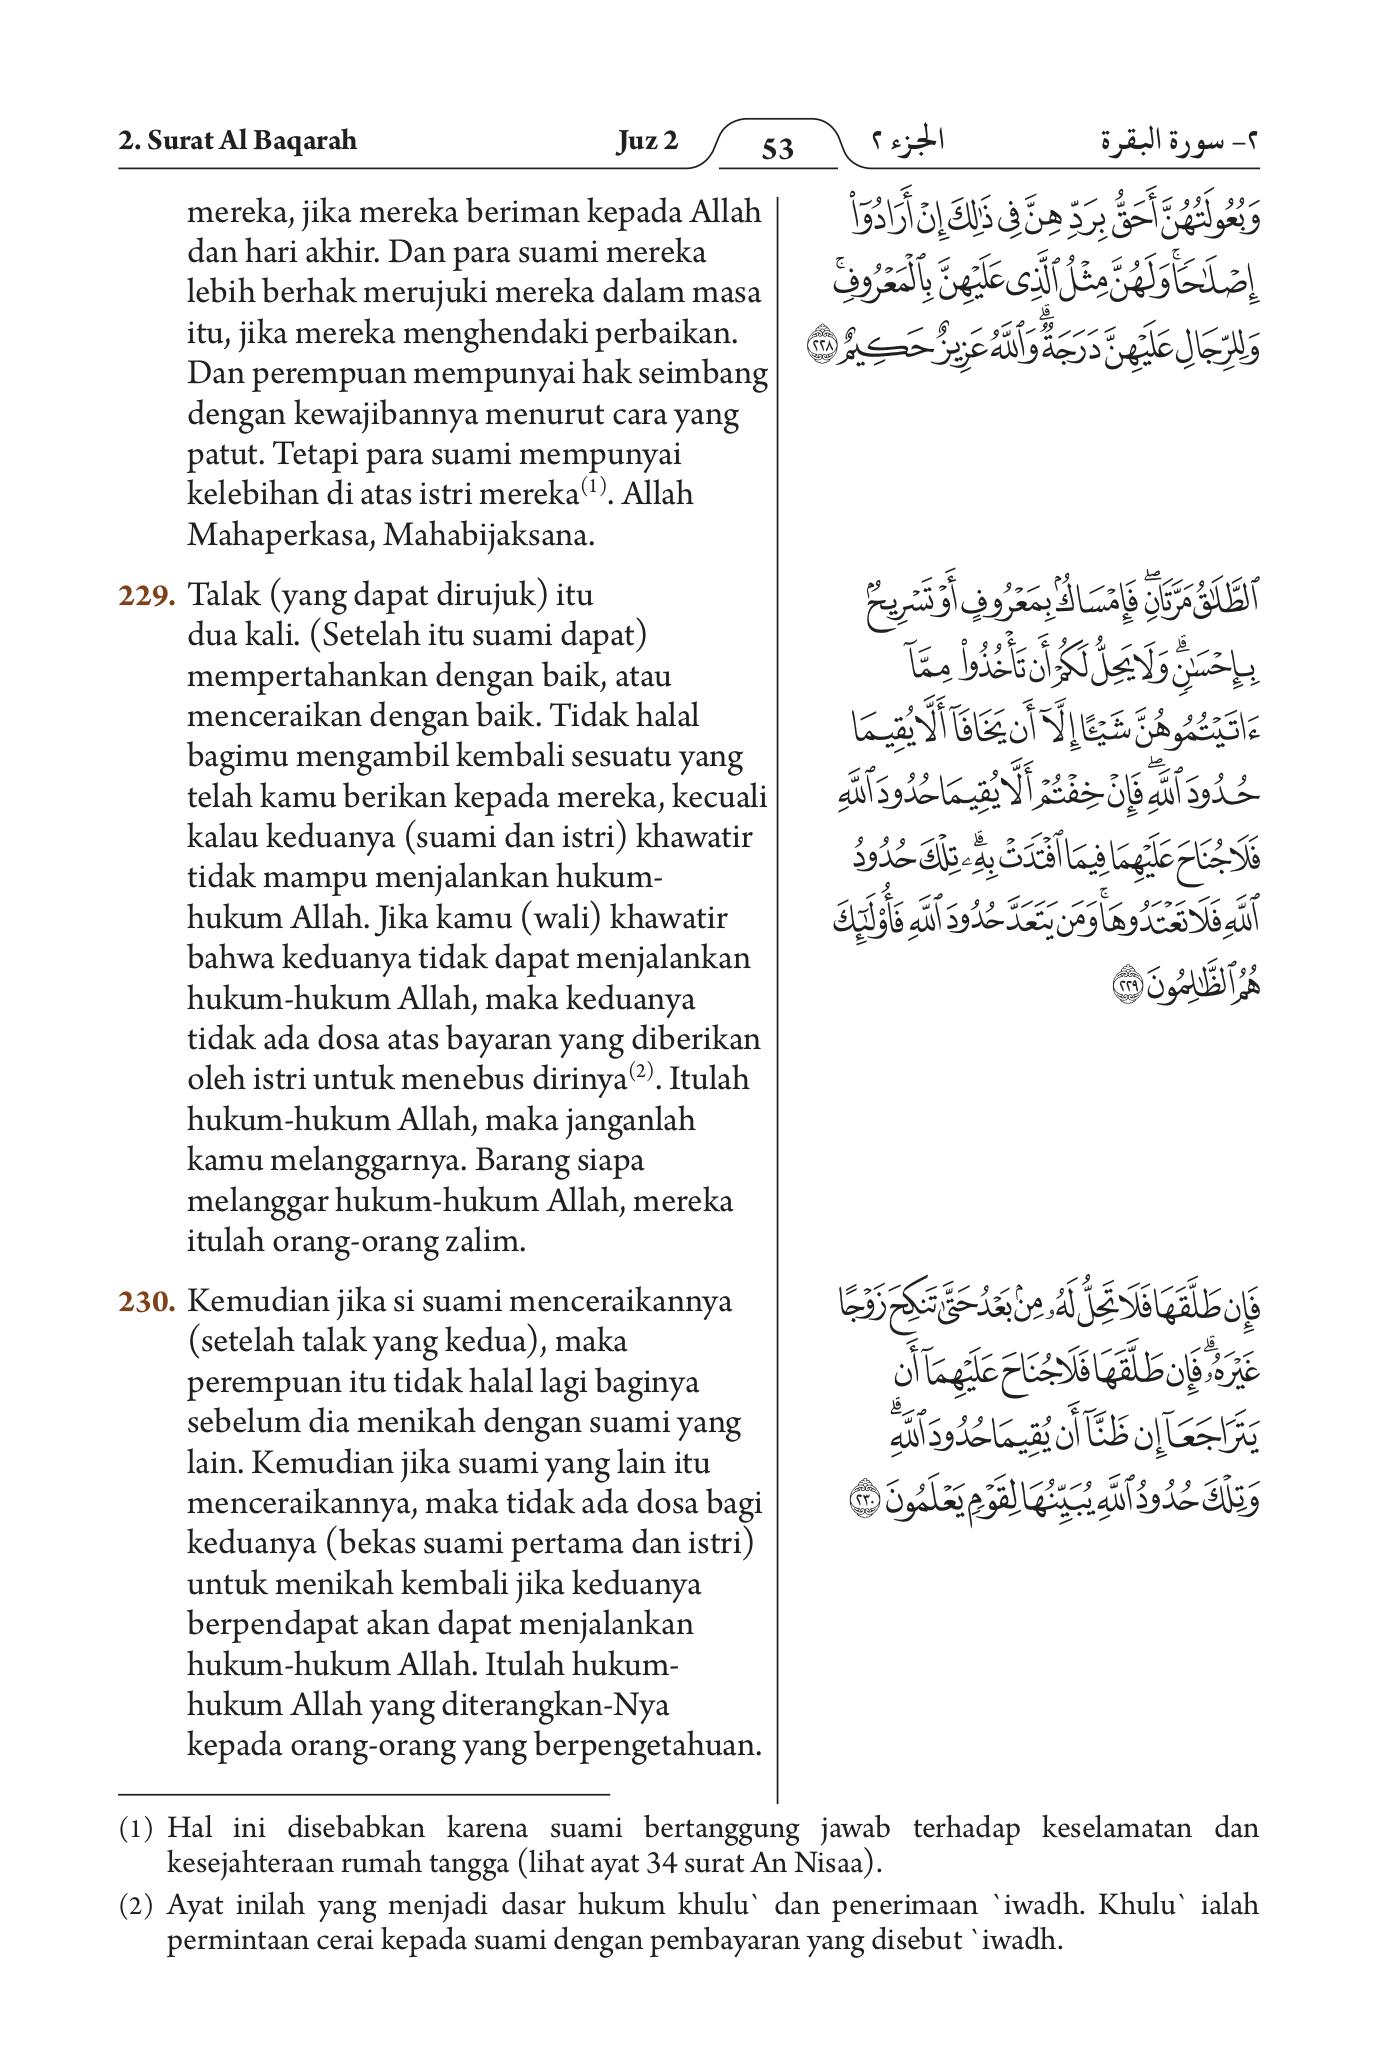 2. Surat Al Baqarah
Juz 2
53
الجزء ٢
٢- سورة البقرة
mereka, jika mereka beriman kepada Allah
dan hari akhir. Dan para suami mereka
lebih berhak merujuki mereka dalam masa
itu, jika mereka menghendaki perbaikan.
Dan perempuan mempunyai hak seimbang
dengan kewajibannya menurut cara yang
patut. Tetapi para suami mempunyai
kelebihan di atas istri mereka(1). Allah
Mahaperkasa, Mahabijaksana.
229. Talak (yang dapat dirujuk) itu
dua kali. (Setelah itu suami dapat)
mempertahankan dengan baik, atau
menceraikan dengan baik. Tidak halal
bagimu mengambil kembali sesuatu yang
telah kamu berikan kepada mereka, kecuali
kalau keduanya (suami dan istri) khawatir
tidak mampu menjalankan hukum-
hukum Allah. Jika kamu (wali) khawatir
bahwa keduanya tidak dapat menjalankan
hukum-hukum Allah, maka keduanya
tidak ada dosa atas bayaran yang diberikan
oleh istri untuk menebus dirinya(2). Itulah
hukum-hukum Allah, maka janganlah
kamu melanggarnya. Barang siapa
melanggar hukum-hukum Allah, mereka
itulah orang-orang zalim.
230. Kemudian jika si suami menceraikannya
(setelah talak yang kedua), maka
perempuan itu tidak halal lagi baginya
sebelum dia menikah dengan suami yang
lain. Kemudian jika suami yang lain itu
menceraikannya, maka tidak ada dosa bagi
keduanya (bekas suami pertama dan istri)
untuk menikah kembali jika keduanya
berpendapat akan dapat menjalankan
hukum-hukum Allah. Itulah hukum-
hukum Allah yang diterangkan-Nya
kepada orang-orang yang berpengetahuan.
وَبُعُولَتُهُنَّ أَحَقُّ بِرَدِّهِنَّ فِى ذَٰلِكَ إِنْ أَرَادُوٓا۟
إِصْلَـٰحًا ۚ وَلَهُنَّ مِثْلُ ٱلَّذِى عَلَيْهِنَّ بِٱلْمَعْرُوفِ ۚ
وَلِلرِّجَالِ عَلَيْهِنَّ دَرَجَةٌ ۗ وَٱللَّهُ عَزِيزٌ حَكِيمٌ ٢٢٨
ٱلطَّلَـٰقُ مَرَّتَانِ ۖ فَإِمْسَاكٌۢ بِمَعْرُوفٍ أَوْ تَسْرِيحٌۢ
بِإِحْسَـٰنٍ ۗ وَلَا يَحِلُّ لَكُمْ أَن تَأْخُذُوا۟ مِمَّآ
ءَاتَيْتُمُوهُنَّ شَيْـًٔا إِلَّآ أَن يَخَافَآ أَلَّا يُقِيمَا
حُدُودَ ٱللَّهِ ۖ فَإِنْ خِفْتُمْ أَلَّا يُقِيمَا حُدُودَ ٱللَّهِ
فَلَا جُنَاحَ عَلَيْهِمَا فِيمَا ٱفْتَدَتْ بِهِۦ ۗ تِلْكَ حُدُودُ
ٱللَّهِ فَلَا تَعْتَدُوهَا ۚ وَمَن يَتَعَدَّ حُدُودَ ٱللَّهِ فَأُو۟لَـٰٓئِكَ
هُمُ ٱلظَّـٰلِمُونَ ٢٢٩
فَإِن طَلَّقَهَا فَلَا تَحِلُّ لَهُۥ مِنۢ بَعْدُ حَتَّىٰ تَنكِحَ زَوْجًا
غَيْرَهُۥ ۗ فَإِن طَلَّقَهَا فَلَا جُنَاحَ عَلَيْهِمَآ أَن
يَتَرَاجَعَآ إِن ظَنَّآ أَن يُقِيمَا حُدُودَ ٱللَّهِ ۗ
وَتِلْكَ حُدُودُ ٱللَّهِ يُبَيِّنُهَا لِقَوْمٍ يَعْلَمُونَ ٢٣٠
(1) Hal ini disebabkan karena suami bertanggung jawab terhadap keselamatan dan
kesejahteraan rumah tangga (lihat ayat 34 surat An Nisaa).
(2) Ayat inilah yang menjadi dasar hukum khulu` dan penerimaan `iwadh. Khulu` ialah
permintaan cerai kepada suami dengan pembayaran yang disebut `iwadh.